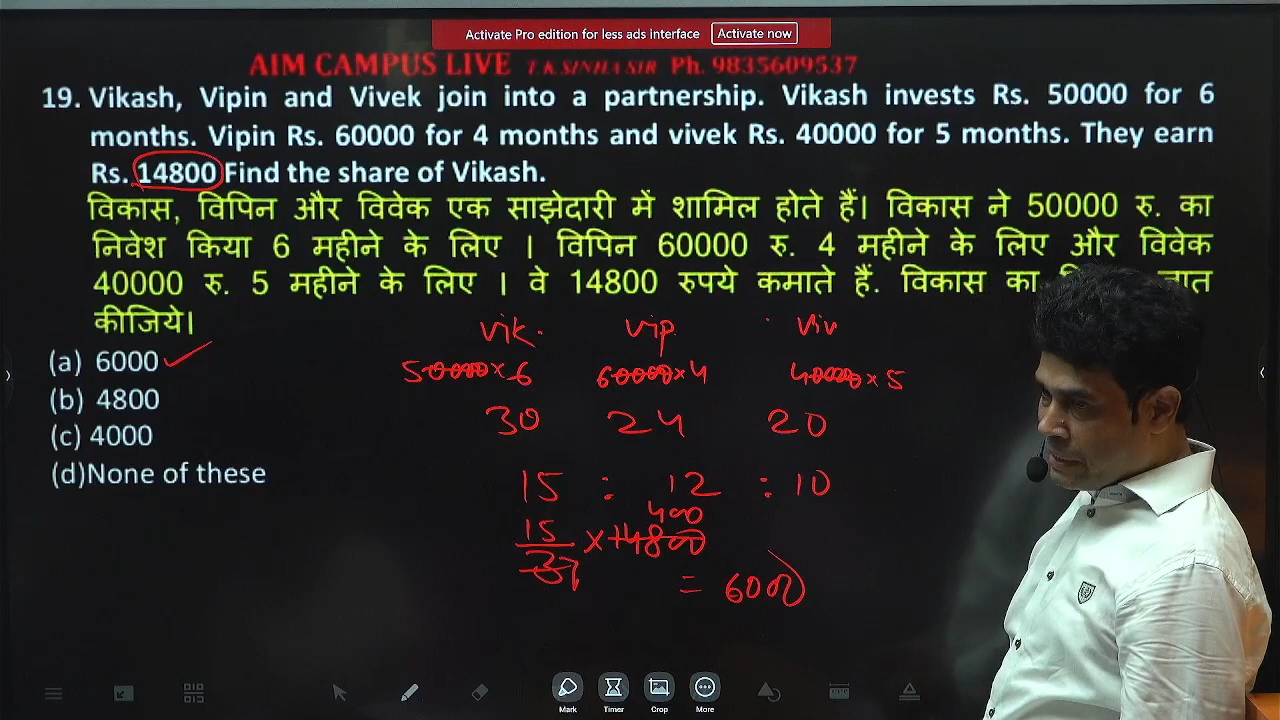 Activate Pro edition for less ads interface Activate now
AIM CAMPUS LIVE T.K.SINHA SIR Ph. 9835609537
19. Vikash, Vipin and Vivek join into a partnership. Vikash invests Rs. 50000 for 6
months. Vipin Rs. 60000 for 4 months and vivek Rs. 40000 for 5 months. They earn
Rs. 14800 Find the share of Vikash.
विकास, विपिन और विवेक एक साझेदारी में शामिल होते हैं। विकास ने 50000 रु. का
निवेश किया 6 महीने के लिए । विपिन 60000 रु. 4 महीने के लिए और विवेक
40000 रु. 5 महीने के लिए । वे 14800 रुपये कमाते हैं. विकास का
कीजिये।
vik. vip. viv
(a) 6000
50000×6 60000×4 40000×5
(b) 4800
30 24 20
(c) 4000
(d)None of these
15 : 12 : 10
400
15/37 × 14800
= 6000
Mark Timer Crop More